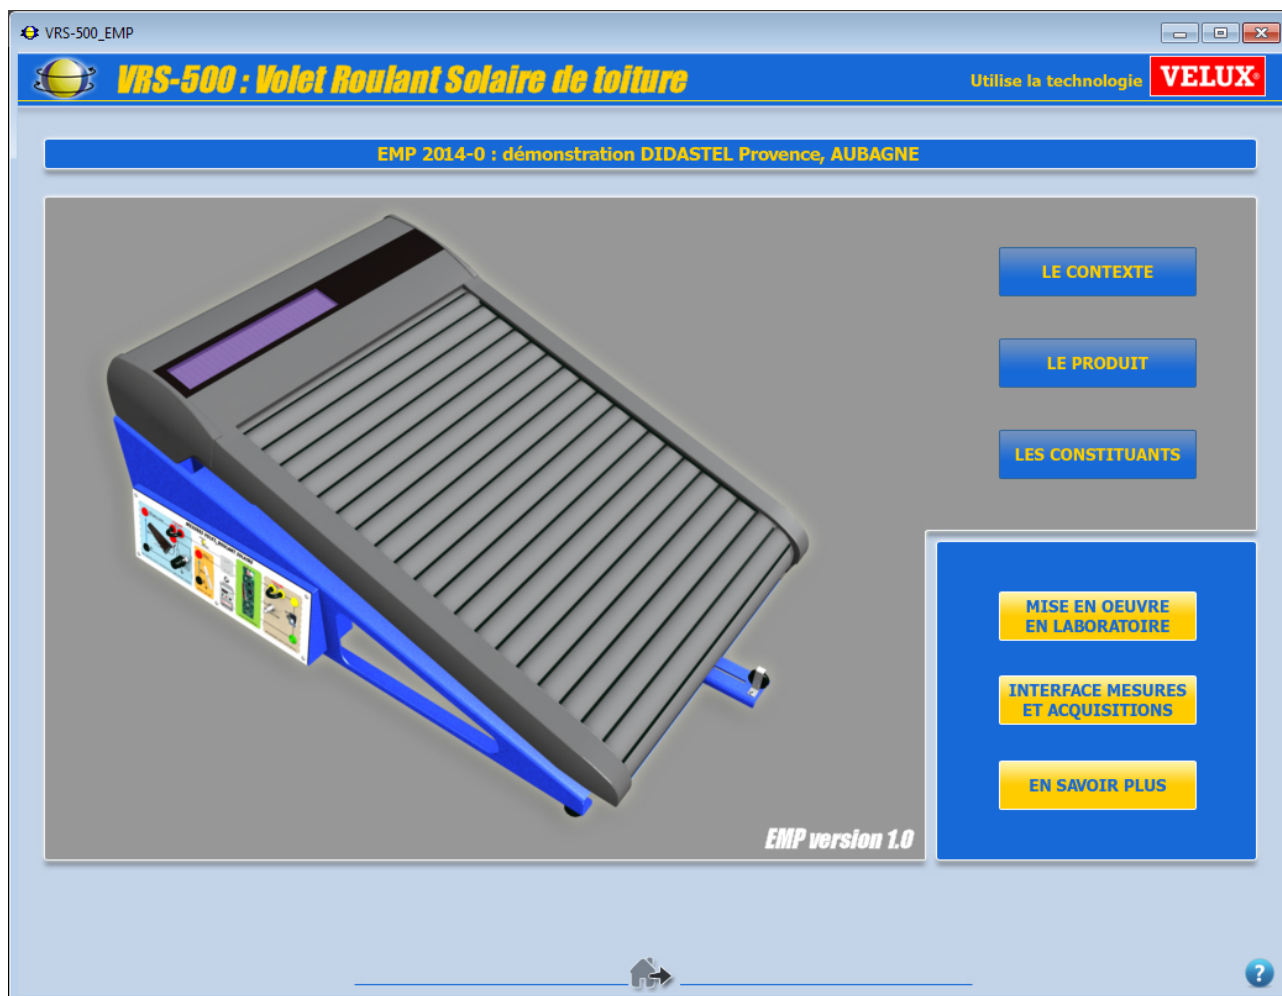 VRS-500_EMP
VRS-500 : Volet Roulant Solaire de toiture
Utilise la technologie VELUX
EMP 2014-0 : démonstration DIDASTEL Provence, AUBAGNE
LE CONTEXTE
LE PRODUIT
LES CONSTITUANTS
MISE EN OEUVRE
EN LABORATOIRE
INTERFACE MESURES
ET ACQUISITIONS
EN SAVOIR PLUS
EMP version 1.0
?